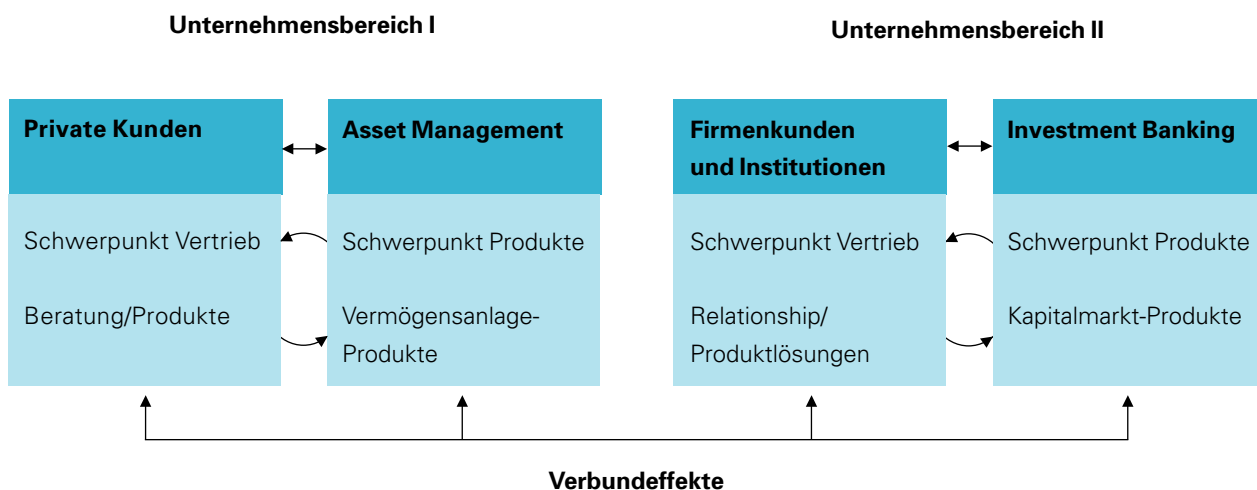 Unternehmensbereich I
Unternehmensbereich II
Private Kunden
Asset Management
Firmenkunden
und Institutionen
Investment Banking
Schwerpunkt Vertrieb
Schwerpunkt Produkte
Schwerpunkt Vertrieb
Schwerpunkt Produkte
Beratung/Produkte
Vermögensanlage-
Produkte
Relationship/
Produktlösungen
Kapitalmarkt-Produkte
Verbundeffekte